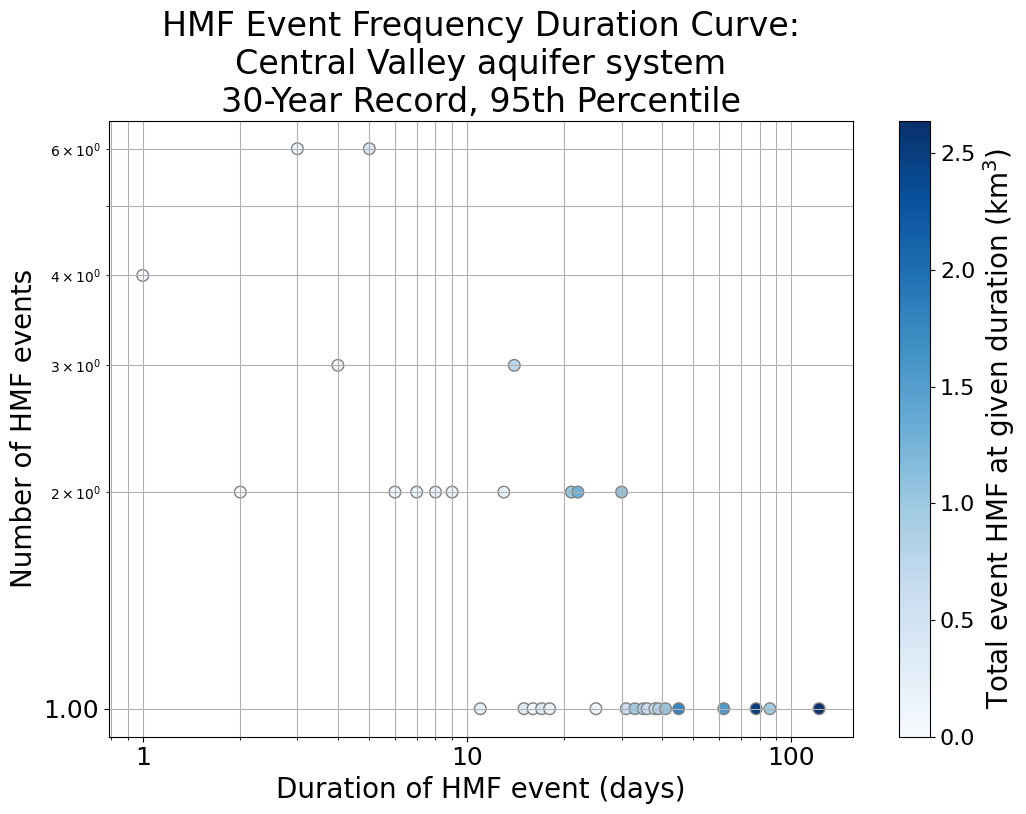 HMF Event Frequency Duration Curve:
Central Valley aquifer system
30-Year Record, 95th Percentile
Number of HMF events
6 × 10⁰
4 × 10⁰
3 × 10⁰
2 × 10⁰
1.00
1 10 100
Duration of HMF event (days)
2.5
2.0
1.5
1.0
0.5
0.0
Total event HMF at given duration (km³)